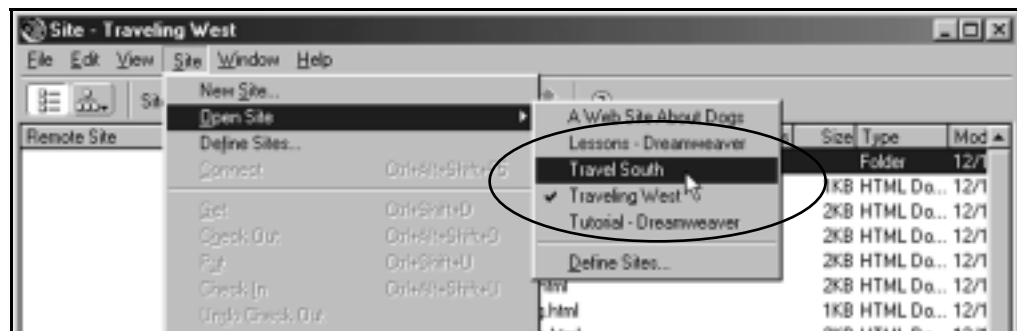 Site - Traveling West
File Edit View Site Window Help
New Site...
Open Site
A Web Site About Dogs
Remote Site
Size Type Mod
Define Sites...
Lessons - Dreamweaver
Connect Ctrl+Alt+Shift+
Travel South
Folder 12/1
Traveling West
1KB HTML Do... 12/1
Get Ctrl+Shift+D
Tutorial - Dreamweaver
2KB HTML Do... 12/1
Check Out Ctrl+Alt+Shift+D
2KB HTML Do... 12/1
Put Ctrl+Shift+U
Define Sites...
2KB HTML Do... 12/1
Check In Ctrl+Alt+Shift+U
html
2KB HTML Do... 12/1
Undo Check Out
.html
1KB HTML Do... 12/1